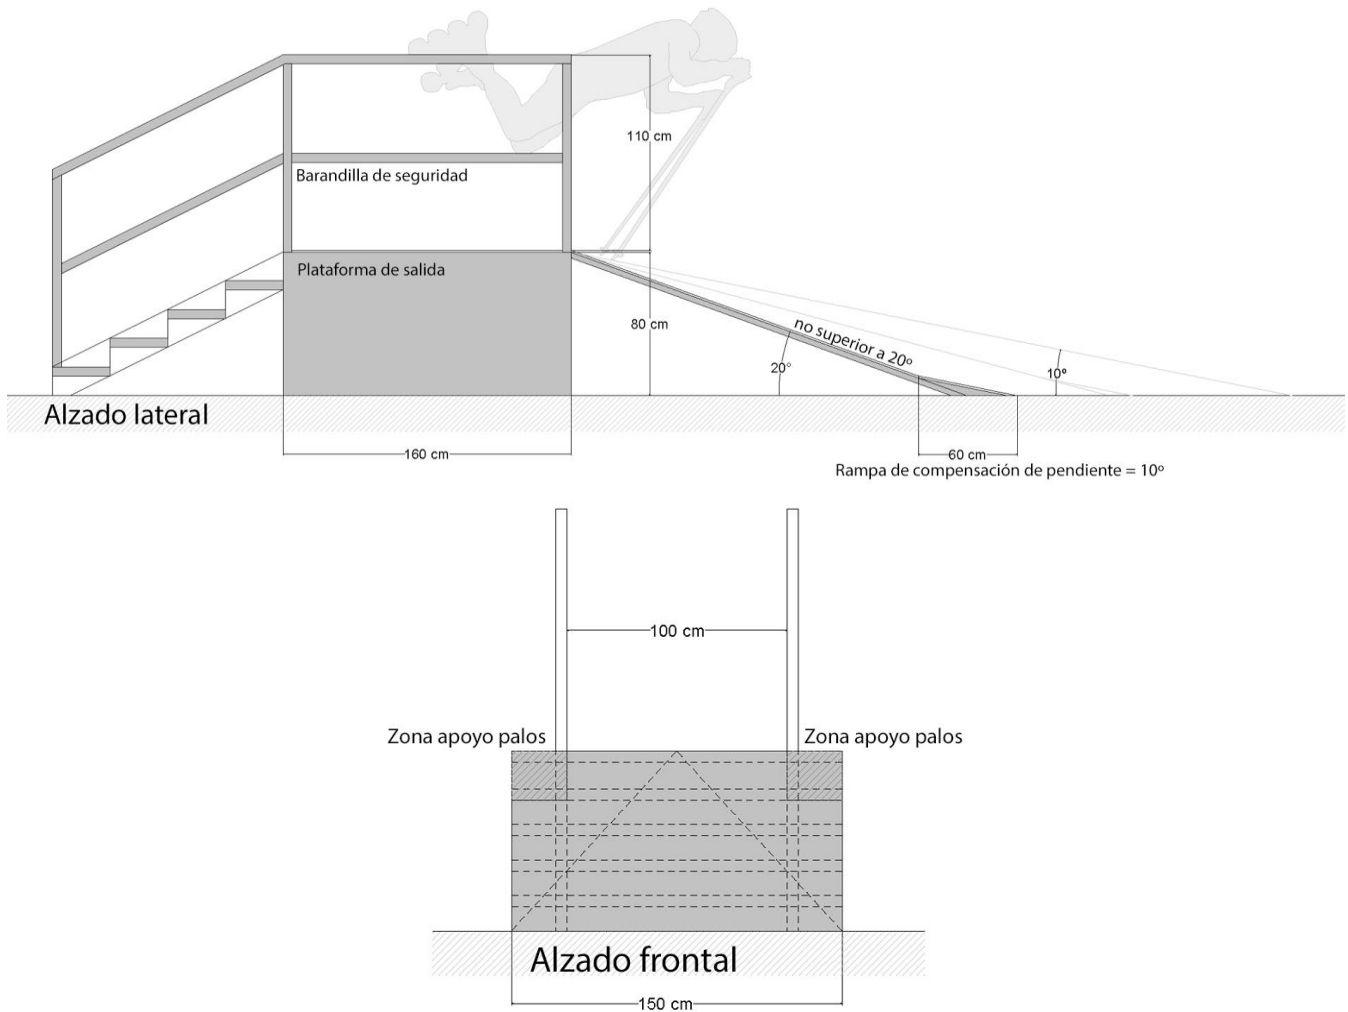 110 cm
Barandilla de seguridad
Plataforma de salida
80 cm
no superior a 20º
20°
10º
Alzado lateral
160 cm
60 cm
Rampa de compensación de pendiente = 10º
100 cm
Zona apoyo palos
Zona apoyo palos
Alzado frontal
150 cm